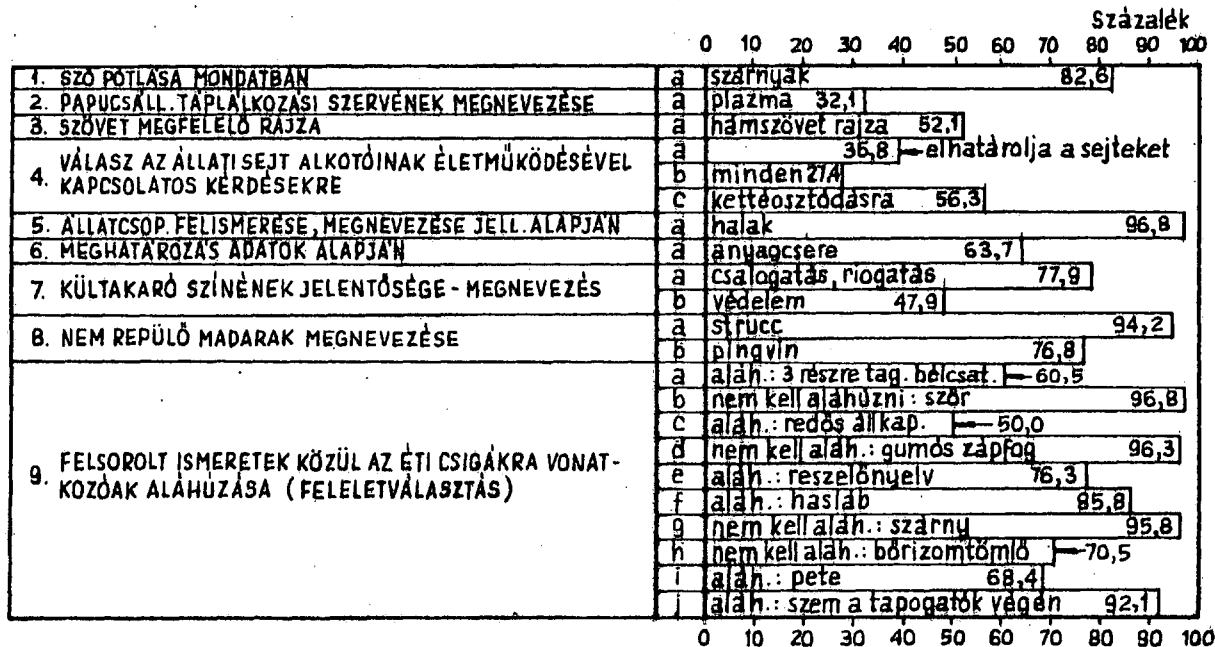 Százalék
0 10 20 30 40 50 60 70 80 90 100
1. SZÓ PÓTLÁSA MONDATBAN a szárnyak 82,6
2. PAPUCSÁLL. TÁPLÁLKOZÁSI SZERVÉNEK MEGNEVEZÉSE a plazma 32,1
3. SZÖVET MEGFELELŐ RAJZA a hámszövet rajza 52,1
4. VÁLASZ AZ ÁLLATI SEJT ALKOTÓINAK ÉLETMŰKÖDÉSÉVEL KAPCSOLATOS KÉRDÉSEKRE a 36,8 elhatárolja a sejteket
b minden 27,4
c kettéosztódásra 56,3
5. ÁLLATCSOP. FELISMERÉSE, MEGNEVEZÉSE JELL. ALAPJÁN a halak 96,8
6. MEGHATÁROZÁS ADATOK ALAPJÁN a anyagcsere 63,7
7. KÜLTAKARÓ SZÍNÉNEK JELENTŐSÉGE - MEGNEVEZÉS a csalogatás, riogatás 77,9
b védelem 47,9
8. NEM REPÜLŐ MADARAK MEGNEVEZÉSE a strucc 94,2
b pingvin 76,8
9. FELSOROLT ISMERETEK KÖZÜL AZ ÉTI CSIGÁKRA VONAT-
KOZÓAK ALÁHÚZÁSA (FELELETVÁLASZTÁS)
a aláh.: 3 részre tag. bélcsat. 60,5
b nem kell aláhúzni: szőr 96,8
c aláh.: redős állkap. 50,0
d nem kell aláh.: gumós zápfog 96,3
e aláh.: reszelőnyelv 76,3
f aláh.: hasláb 85,8
g nem kell aláh.: szárny 95,8
h nem kell aláh.: bőrizomtömlő 70,5
i aláh.: pete 68,4
j aláh.: szem a tapogatók végén 92,1
0 10 20 30 40 50 60 70 80 90 100